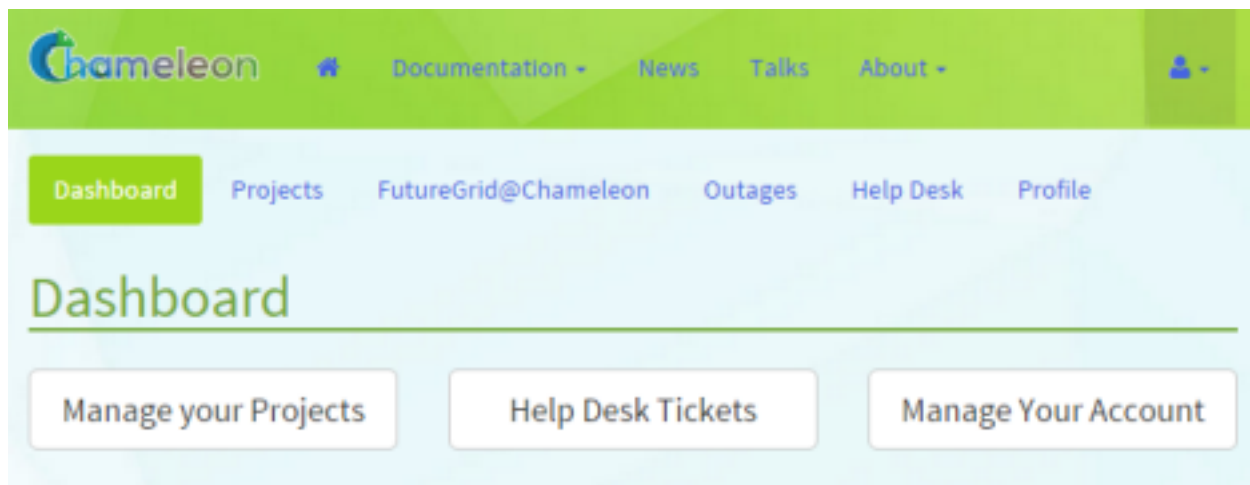 Chameleon Documentation News Talks About
Dashboard Projects FutureGrid@Chameleon Outages Help Desk Profile
Dashboard
Manage your Projects Help Desk Tickets Manage Your Account